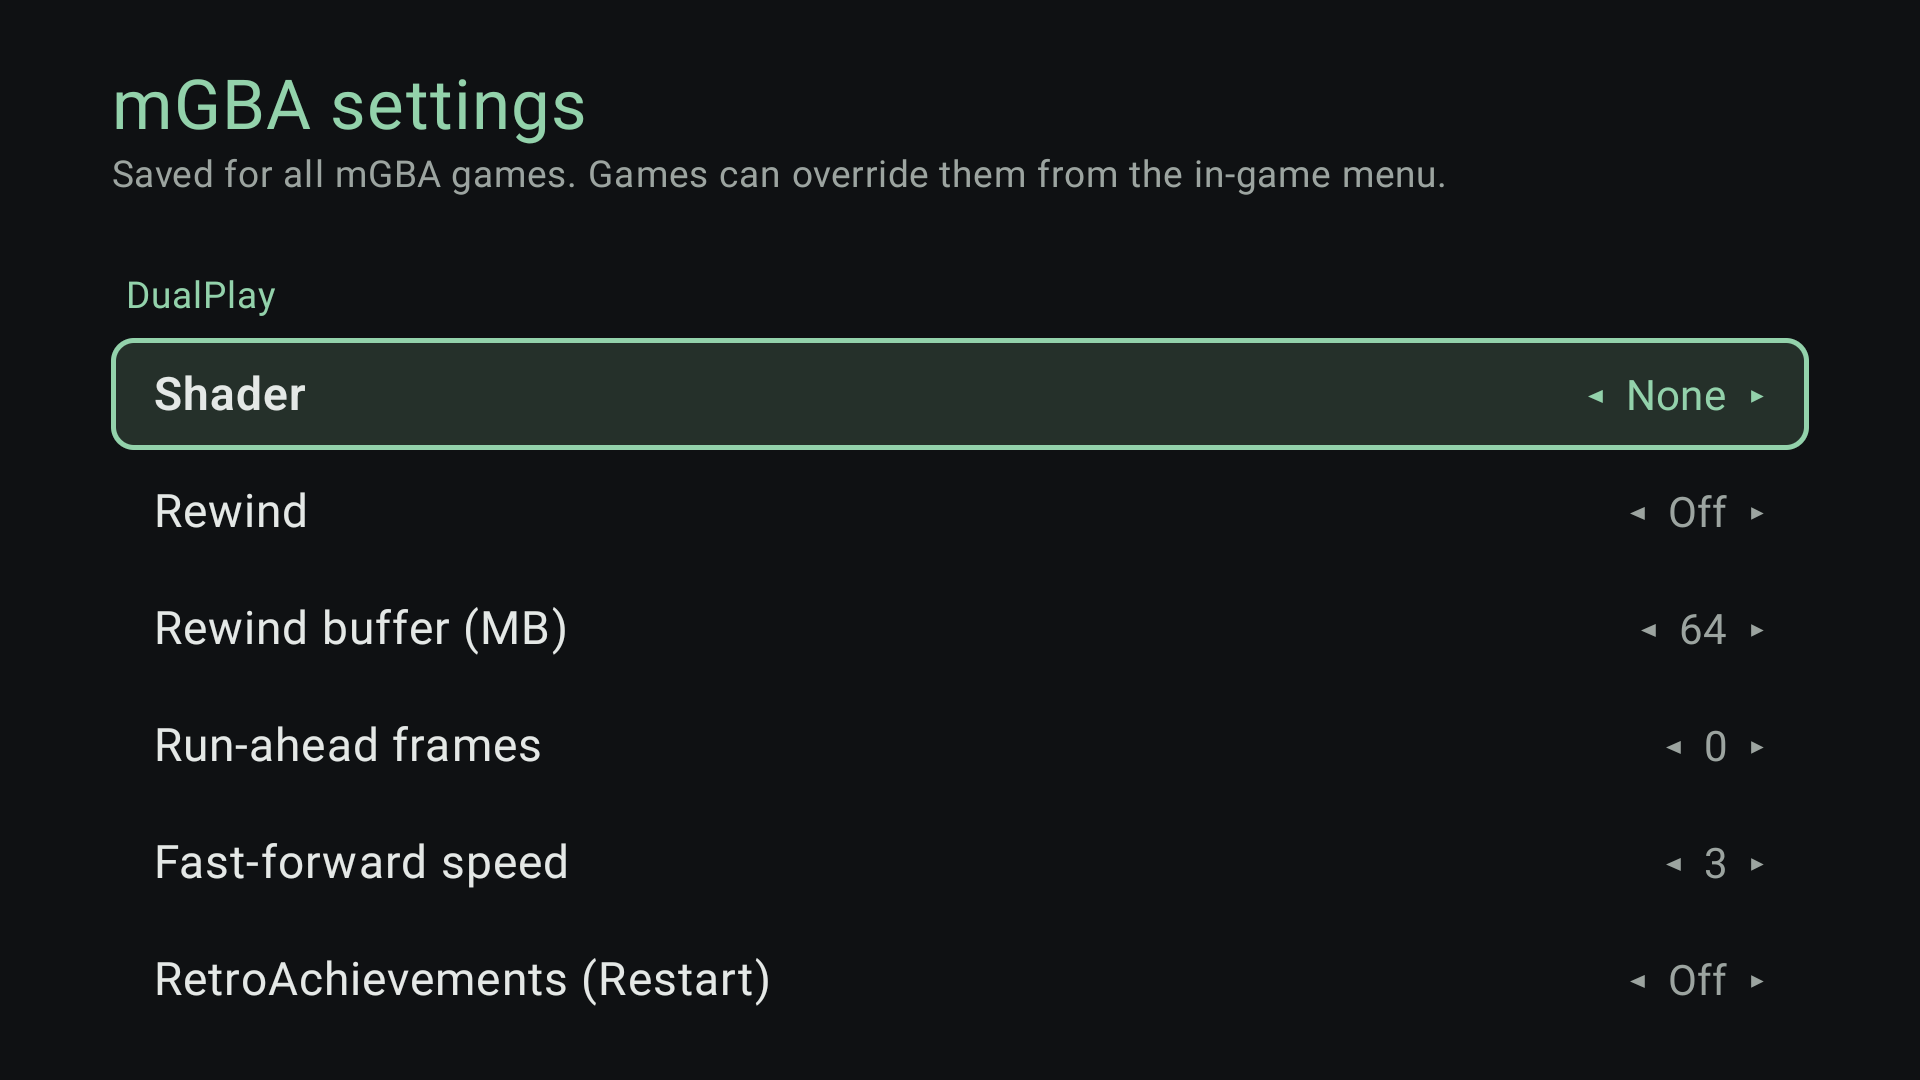 mGBA settings
Saved for all mGBA games. Games can override them from the in-game menu.
DualPlay
Shader ◄ None ►
Rewind ◄ Off ►
Rewind buffer (MB) ◄ 64 ►
Run-ahead frames ◄ 0 ►
Fast-forward speed ◄ 3 ►
RetroAchievements (Restart) ◄ Off ►